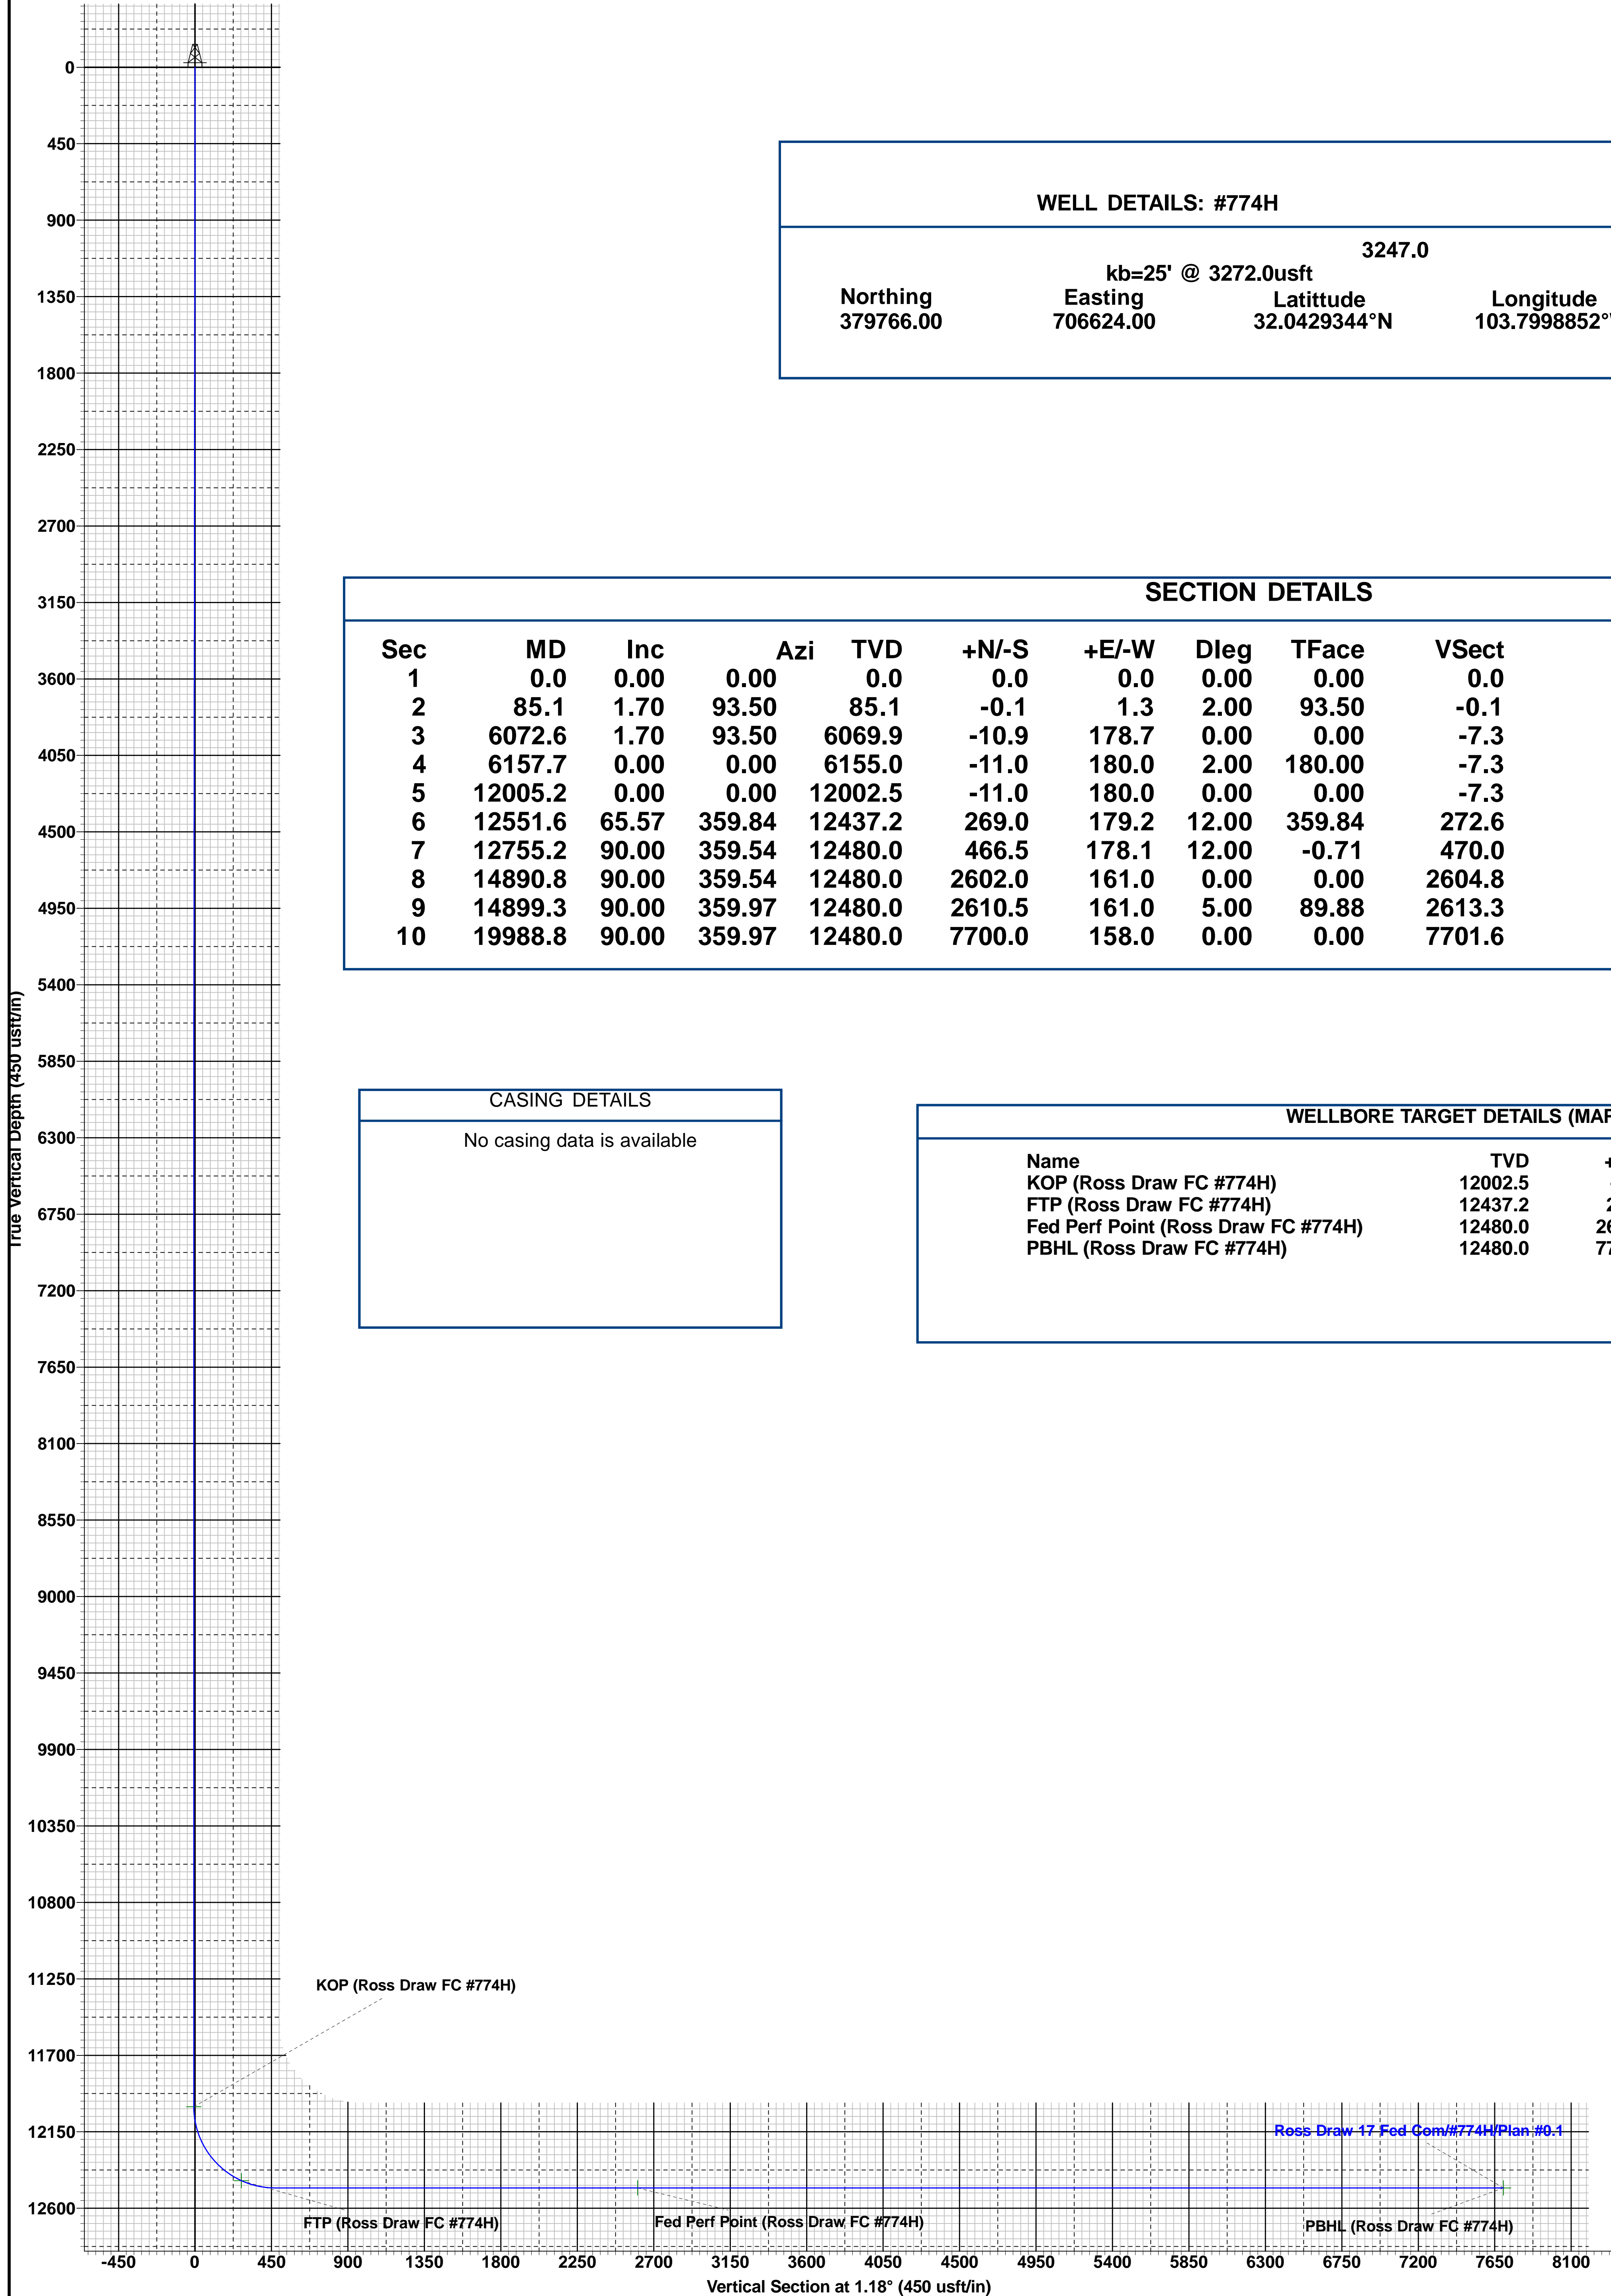 WELL DETAILS: #774H
3247.0
kb=25' @ 3272.0usft
Northing Easting Latittude Longitude
379766.00 706624.00 32.0429344°N 103.7998852°
SECTION DETAILS
Sec MD Inc Azi TVD +N/-S +E/-W Dleg TFace VSect
1 0.0 0.00 0.00 0.0 0.0 0.0 0.00 0.00 0.0
2 85.1 1.70 93.50 85.1 -0.1 1.3 2.00 93.50 -0.1
3 6072.6 1.70 93.50 6069.9 -10.9 178.7 0.00 0.00 -7.3
4 6157.7 0.00 0.00 6155.0 -11.0 180.0 2.00 180.00 -7.3
5 12005.2 0.00 0.00 12002.5 -11.0 180.0 0.00 0.00 -7.3
6 12551.6 65.57 359.84 12437.2 269.0 179.2 12.00 359.84 272.6
7 12755.2 90.00 359.54 12480.0 466.5 178.1 12.00 -0.71 470.0
8 14890.8 90.00 359.54 12480.0 2602.0 161.0 0.00 0.00 2604.8
9 14899.3 90.00 359.97 12480.0 2610.5 161.0 5.00 89.88 2613.3
10 19988.8 90.00 359.97 12480.0 7700.0 158.0 0.00 0.00 7701.6
CASING DETAILS
No casing data is available
WELLBORE TARGET DETAILS (MAP
Name TVD
KOP (Ross Draw FC #774H) 12002.5
FTP (Ross Draw FC #774H) 12437.2
Fed Perf Point (Ross Draw FC #774H) 12480.0
PBHL (Ross Draw FC #774H) 12480.0
True Vertical Depth (450 usft/in)
0
450
900
1350
1800
2250
2700
3150
3600
4050
4500
4950
5400
5850
6300
6750
7200
7650
8100
8550
9000
9450
9900
10350
10800
11250
11700
12150
12600
KOP (Ross Draw FC #774H)
Ross Draw 17 Fed Com/#774H/Plan #0.1
FTP (Ross Draw FC #774H)
Fed Perf Point (Ross Draw FC #774H)
PBHL (Ross Draw FC #774H)
-450 0 450 900 1350 1800 2250 2700 3150 3600 4050 4500 4950 5400 5850 6300 6750 7200 7650 8100
Vertical Section at 1.18° (450 usft/in)